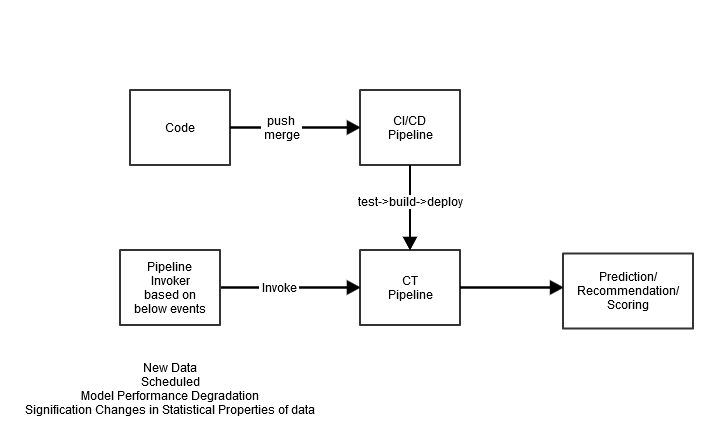 Code
push
merge
CI/CD
Pipeline
test->build->deploy
Pipeline
Invoker
based on
below events
Invoke
CT
Pipeline
Prediction/
Recommendation/
Scoring
New Data
Scheduled
Model Performance Degradation
Signification Changes in Statistical Properties of data